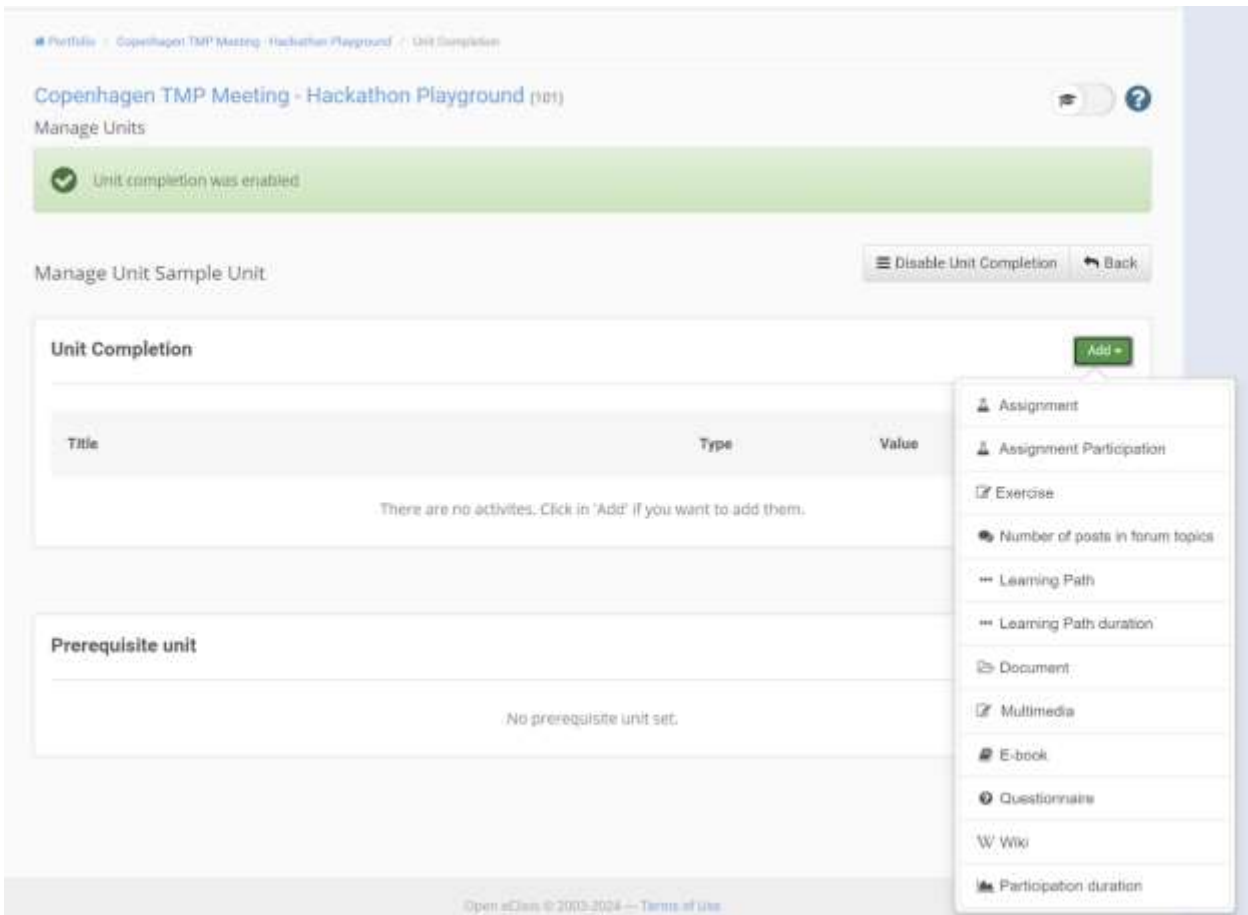 Portfolio / Copenhagen TMP Meeting - Hackathon Playground / Unit Completion
Copenhagen TMP Meeting - Hackathon Playground (101)
Manage Units
Unit completion was enabled
Manage Unit Sample Unit
Disable Unit Completion
Back
Unit Completion
Add
Title
Type
Value
There are no activites. Click in 'Add' if you want to add them.
Assignment
Assignment Participation
Exercise
Number of posts in forum topics
Learning Path
Learning Path duration
Document
Multimedia
E-book
Questionnaire
Wiki
Participation duration
Prerequisite unit
No prerequisite unit set.
Open eClass © 2003-2024 — Terms of Use